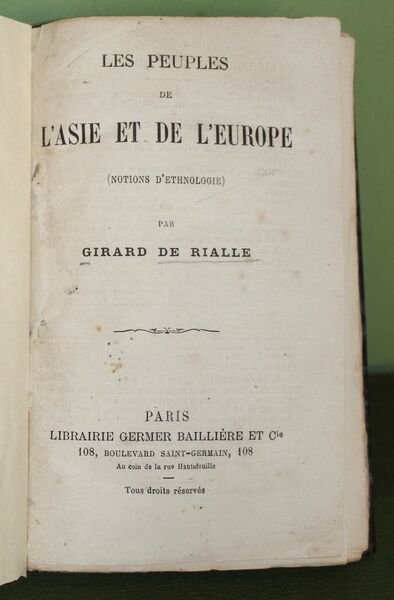 LES PEUPLES
DE
L'ASIE ET DE L'EUROPE
(NOTIONS D'ETHNOLOGIE)
PAR
GIRARD DE RIALLE
PARIS
LIBRAIRIE GERMER BAILLIÈRE ET Cie
108, BOULEVARD SAINT-GERMAIN, 108
Au coin de la rue Hautefeuille
Tous droits réservés